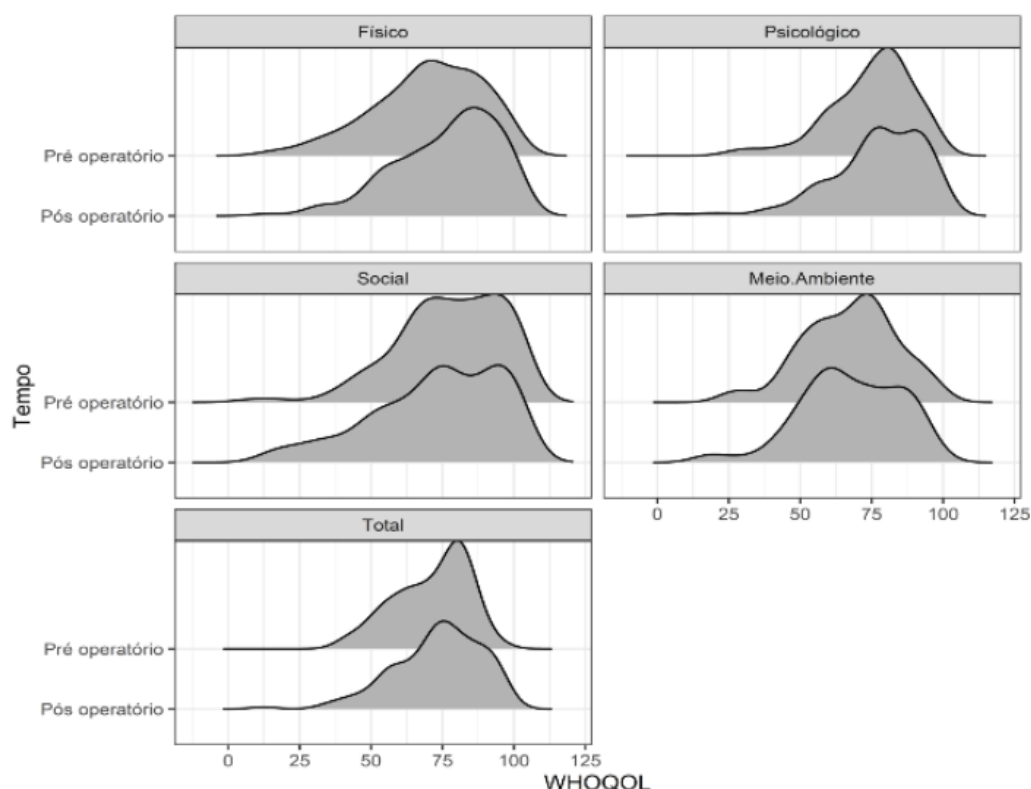 Físico
Psicológico
Pré operatório
Pós operatório
Social
Meio.Ambiente
Pré operatório
Pós operatório
0 25 50 75 100 125
Total
Pré operatório
Pós operatório
0 25 50 75 100 125
Tempo
WHOQOL